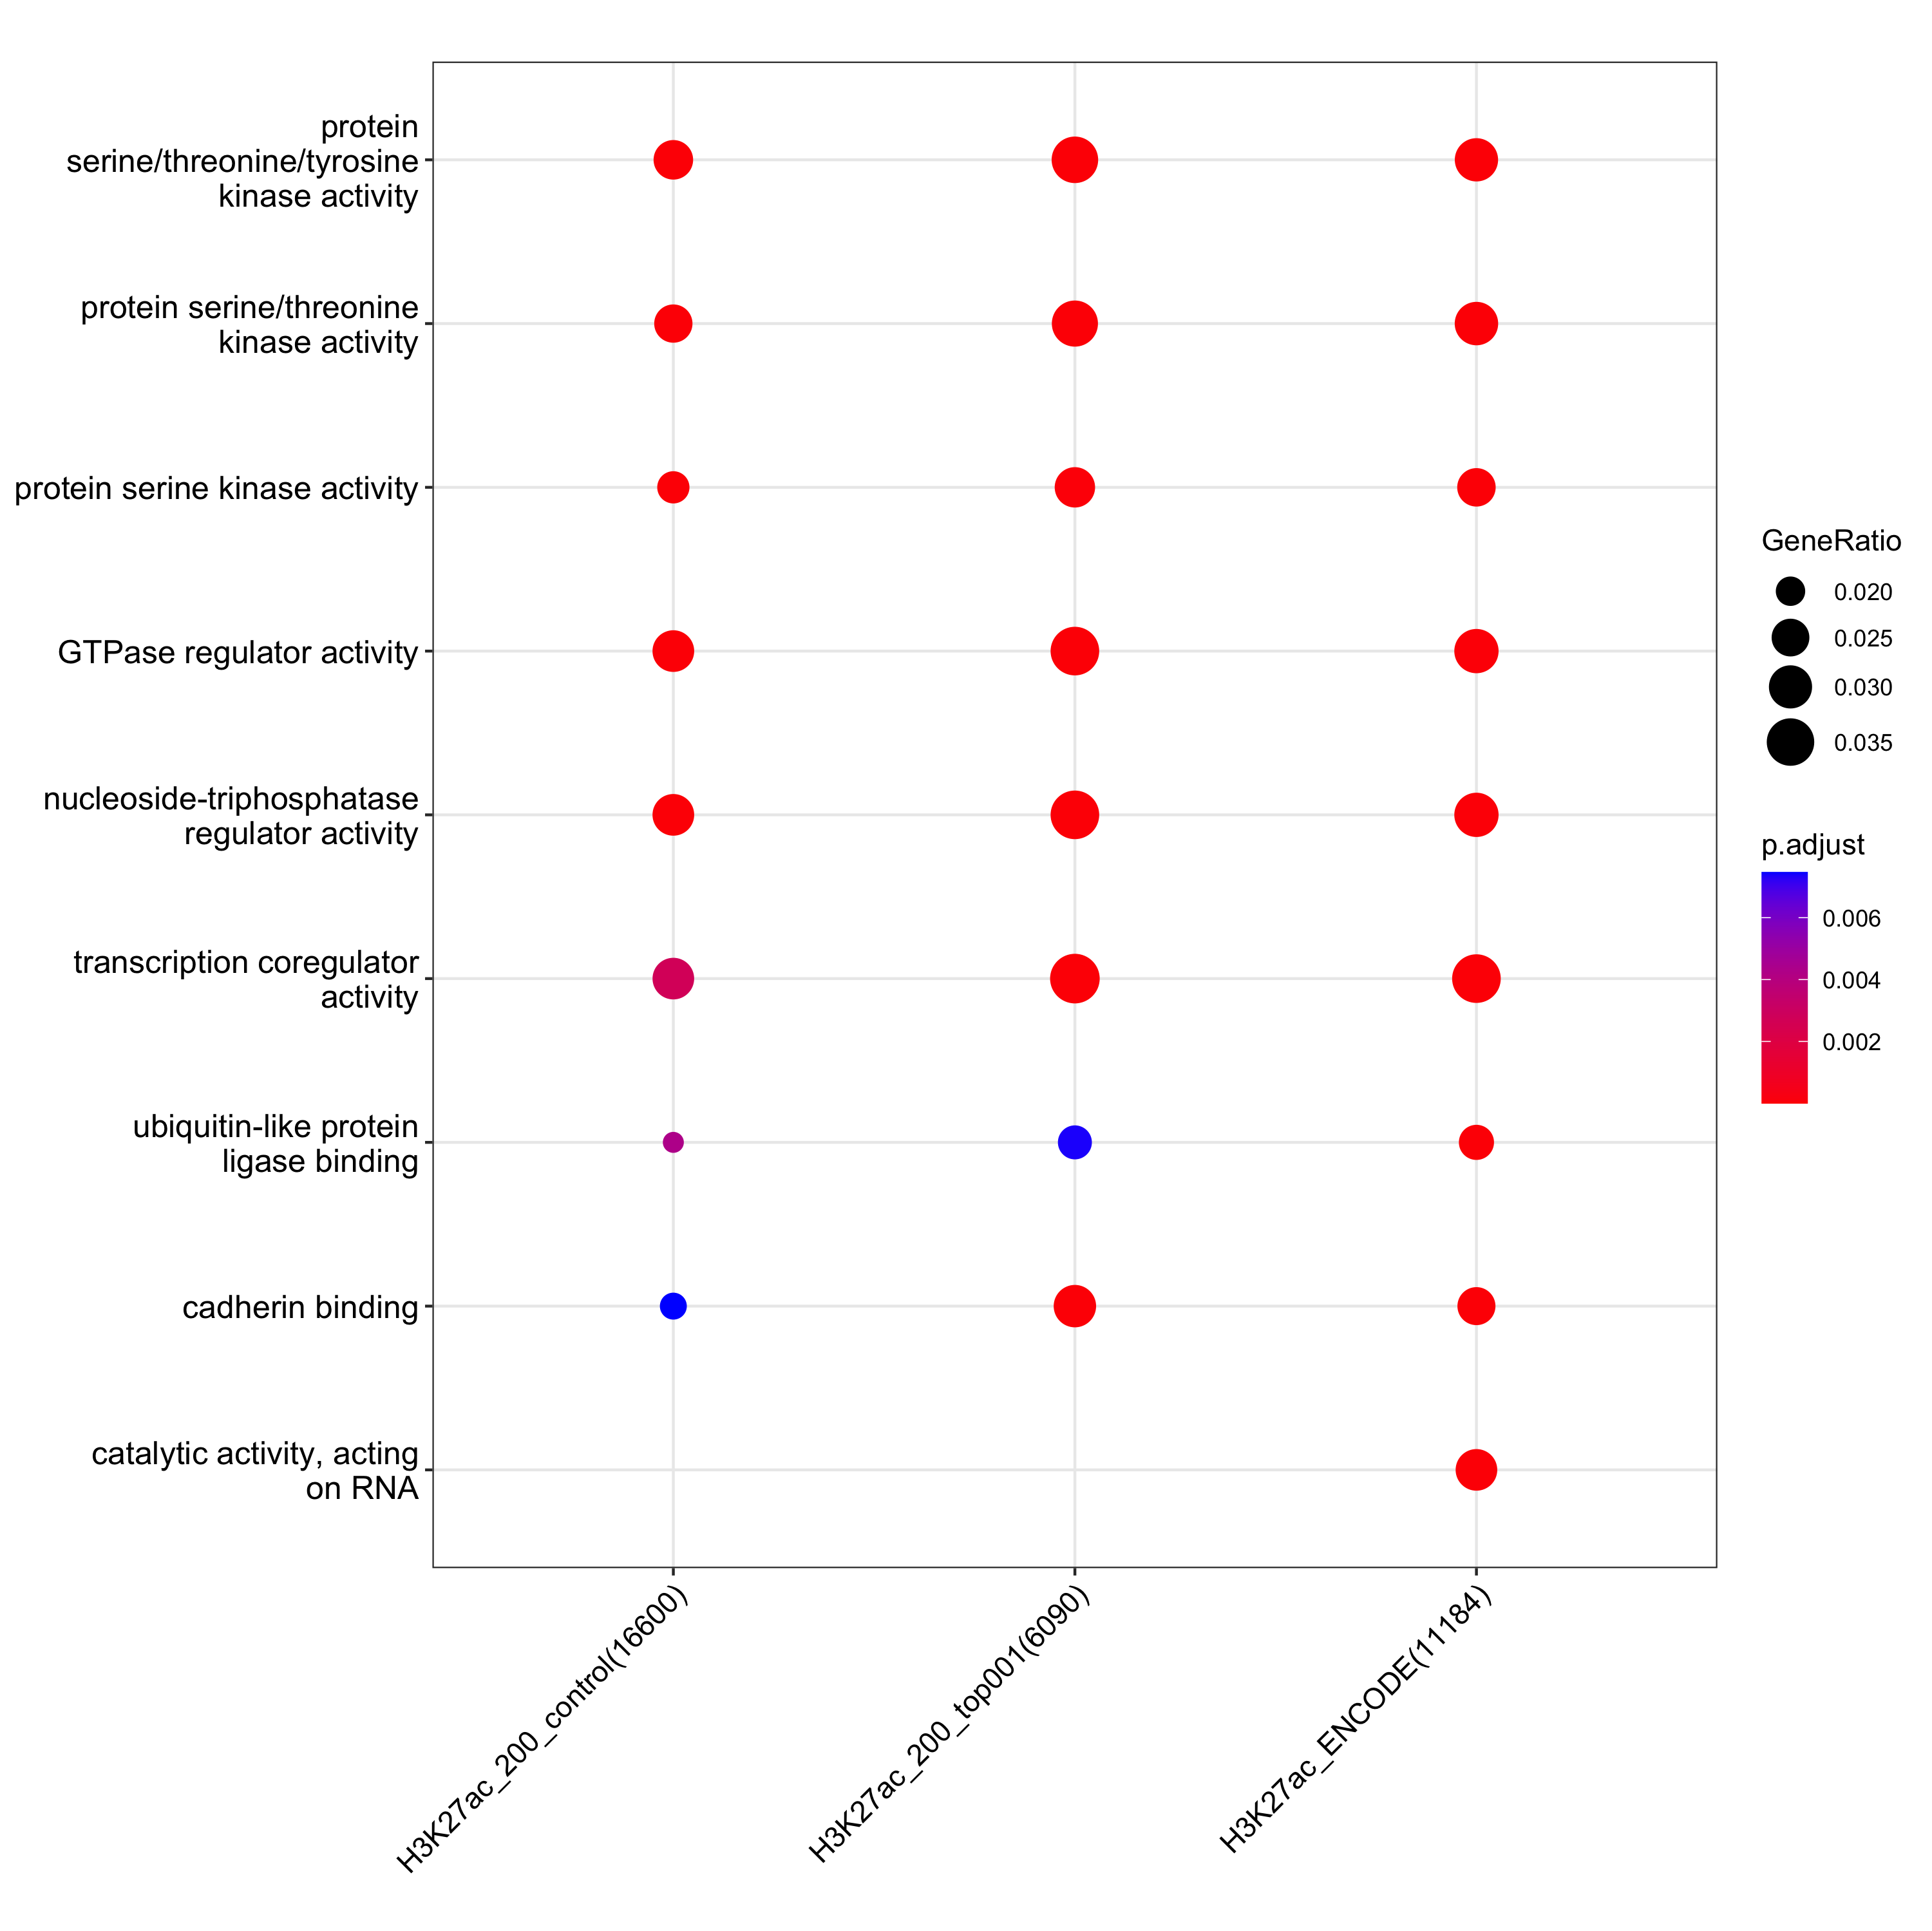 protein
serine/threonine/tyrosine
kinase activity
protein serine/threonine
kinase activity
protein serine kinase activity
GTPase regulator activity
nucleoside-triphosphatase
regulator activity
transcription coregulator
activity
ubiquitin-like protein
ligase binding
cadherin binding
catalytic activity, acting
on RNA
H3K27ac_200_control(16600)
H3K27ac_200_top001(6090)
H3K27ac_ENCODE(11184)
GeneRatio
0.020
0.025
0.030
0.035
p.adjust
0.006
0.004
0.002